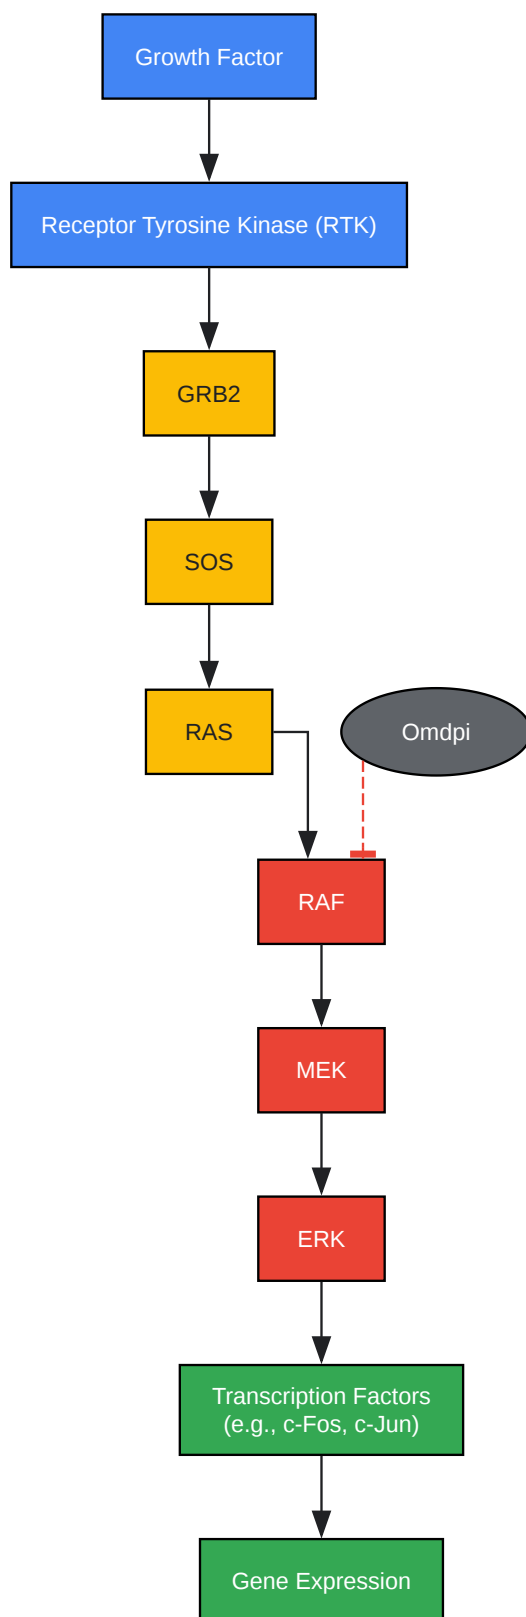 Growth Factor
Receptor Tyrosine Kinase (RTK)
GRB2
SOS
RAS
Omdpi
RAF
MEK
ERK
Transcription Factors
(e.g., c-Fos, c-Jun)
Gene Expression